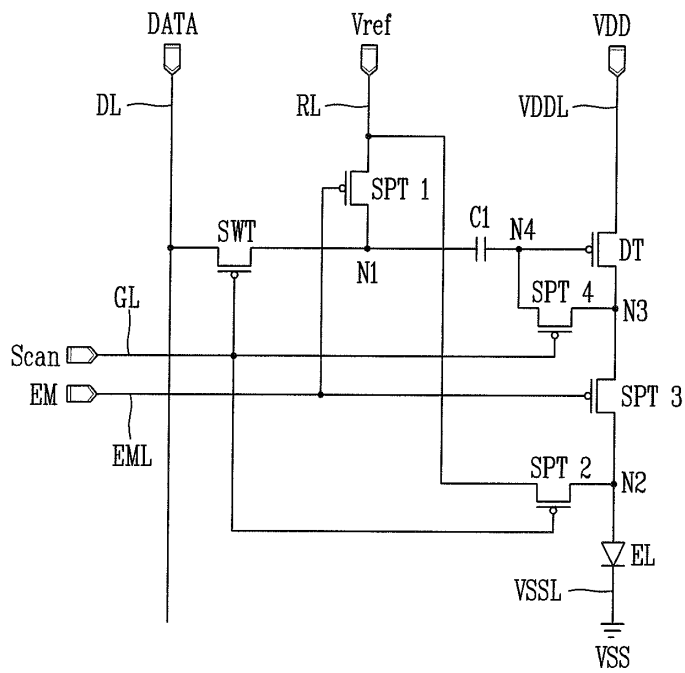 DATA
Vref
VDD
DL
RL
VDDL
SPT 1
SWT
C1
N4
DT
N1
GL
SPT 4
N3
Scan
EM
SPT 3
EML
SPT 2
N2
EL
VSSL
VSS